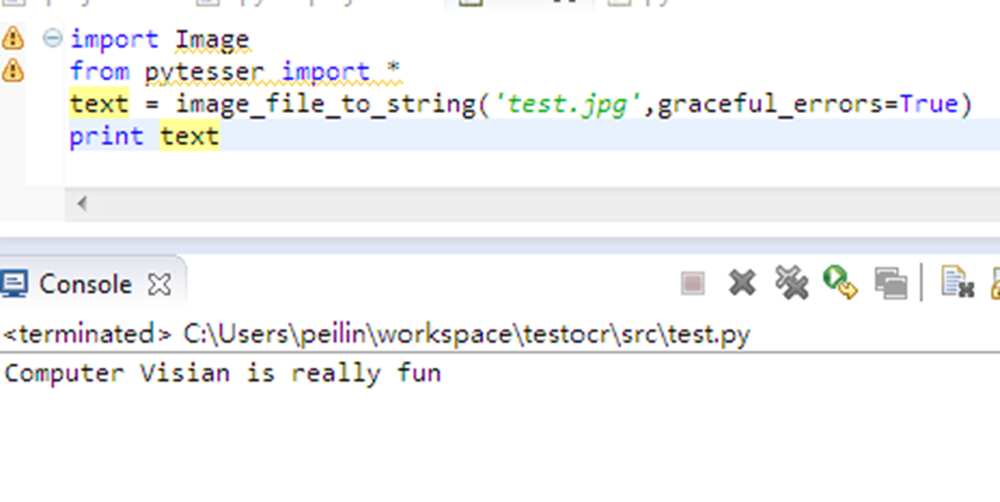 import Image
from pytesser import *
text = image_file_to_string('test.jpg',graceful_errors=True)
print text
Console
<terminated> C:\Users\peilin\workspace\testocr\src\test.py
Computer Visian is really fun